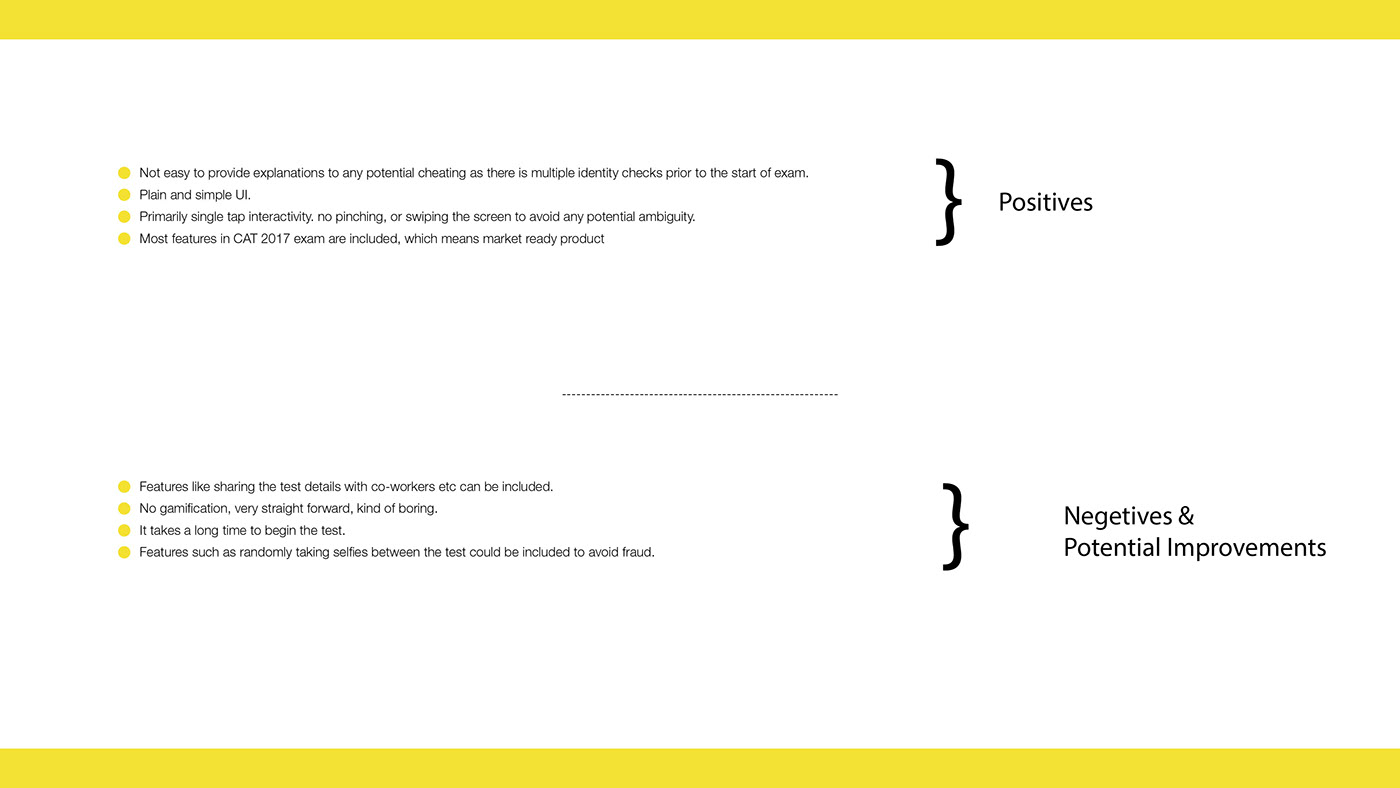 Not easy to provide explanations to any potential cheating as there is multiple identity checks prior to the start of exam.
Plain and simple UI.
Primarily single tap interactivity. no pinching, or swiping the screen to avoid any potential ambiguity.
Most features in CAT 2017 exam are included, which means market ready product
} Positives
Features like sharing the test details with co-workers etc can be included.
No gamification, very straight forward, kind of boring.
It takes a long time to begin the test.
Features such as randomly taking selfies between the test could be included to avoid fraud.
} Negetives &
Potential Improvements